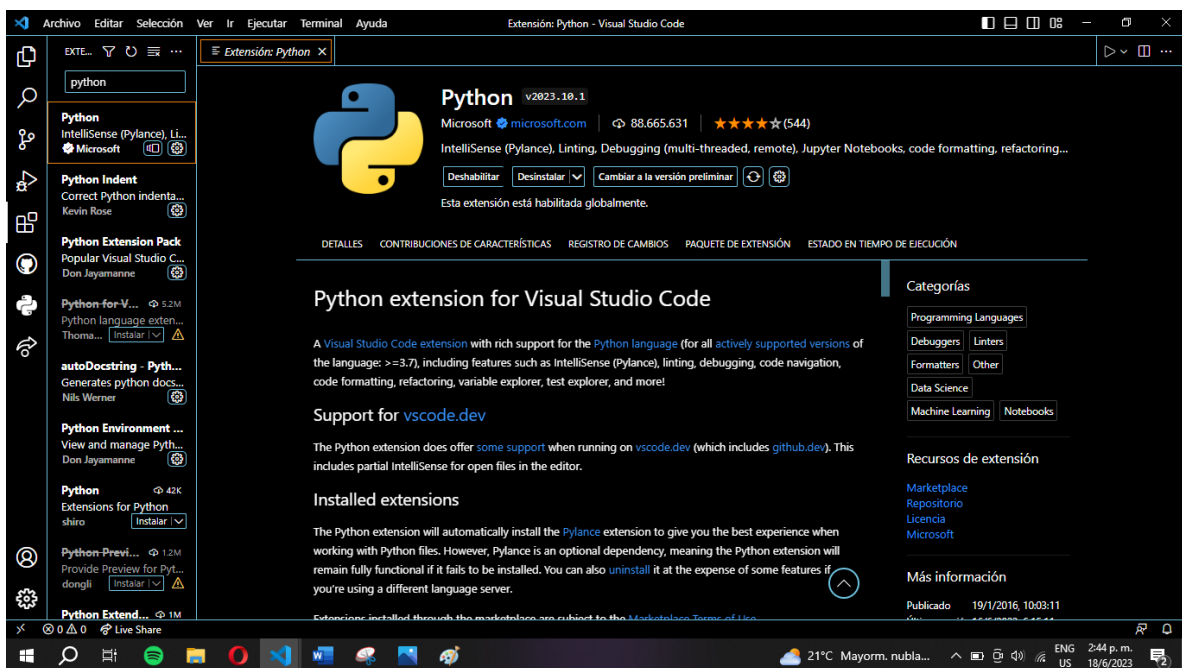 Archivo Editar Selección Ver Ir Ejecutar Terminal Ayuda
Extensión: Python - Visual Studio Code
EXTE...
python
Python
IntelliSense (Pylance), Li...
Microsoft
Python Indent
Correct Python indenta...
Kevin Rose
Python Extension Pack
Popular Visual Studio C...
Don Jayamanne
Python for V... 5.2M
Python language exten...
Thoma... Instalar
autoDocstring - Pyth...
Generates python docs...
Nils Werner
Python Environment ...
View and manage Pyth...
Don Jayamanne
Python 42K
Extensions for Python
shiro Instalar
Python Previ... 1.2M
Provide Preview for Pyt...
dongli Instalar
Python Extend... 1M
Extensión: Python
Python v2023.10.1
Microsoft microsoft.com 88.665.631 (544)
IntelliSense (Pylance), Linting, Debugging (multi-threaded, remote), Jupyter Notebooks, code formatting, refactoring...
Deshabilitar Desinstalar Cambiar a la versión preliminar
Esta extensión está habilitada globalmente.
DETALLES CONTRIBUCIONES DE CARACTERÍSTICAS REGISTRO DE CAMBIOS PAQUETE DE EXTENSIÓN ESTADO EN TIEMPO DE EJECUCIÓN
Python extension for Visual Studio Code
A Visual Studio Code extension with rich support for the Python language (for all actively supported versions of
the language: >=3.7), including features such as IntelliSense (Pylance), linting, debugging, code navigation,
code formatting, refactoring, variable explorer, test explorer, and more!
Support for vscode.dev
The Python extension does offer some support when running on vscode.dev (which includes github.dev). This
includes partial IntelliSense for open files in the editor.
Installed extensions
The Python extension will automatically install the Pylance extension to give you the best experience when
working with Python files. However, Pylance is an optional dependency, meaning the Python extension will
remain fully functional if it fails to be installed. You can also uninstall it at the expense of some features if
you're using a different language server.
Extensions installed through the marketplace are subject to the Marketplace Terms of Use.
Categorías
Programming Languages
Debuggers Linters
Formatters Other
Data Science
Machine Learning Notebooks
Recursos de extensión
Marketplace
Repositorio
Licencia
Microsoft
Más información
Publicado 19/1/2016, 10:03:11
0 0 Live Share
21°C Mayorm. nubla... ENG 2:44 p. m.
US 18/6/2023
2